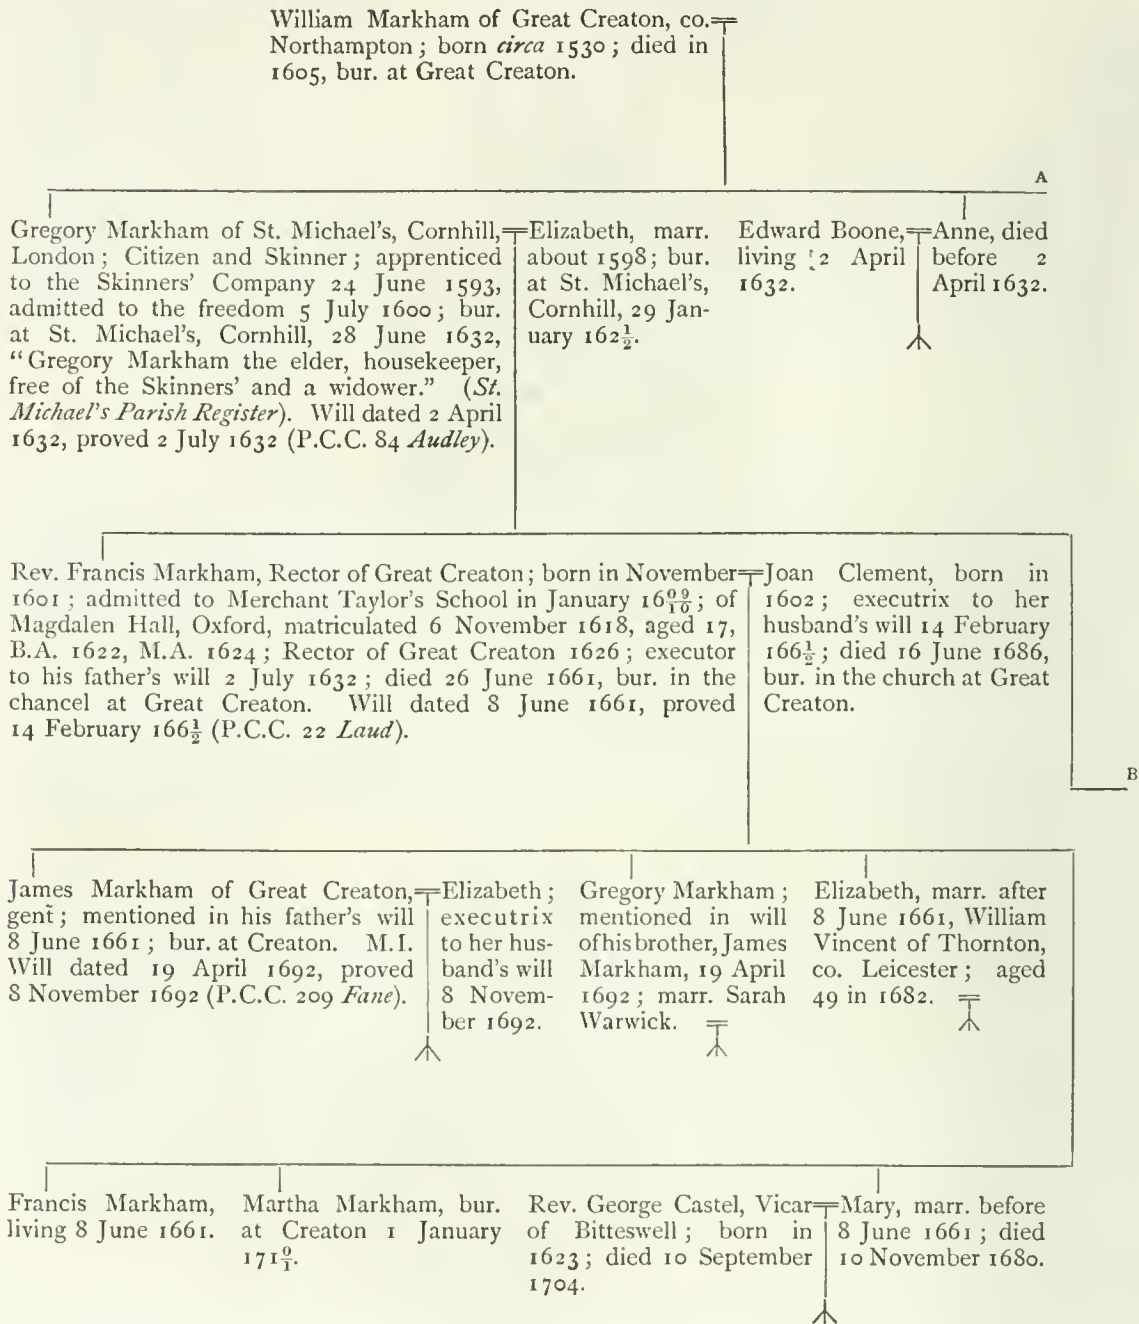 William Markham of Great Creaton, co.
Northampton; born circa 1530; died in
1605, bur. at Great Creaton.
A
Gregory Markham of St. Michael's, Cornhill,
London; Citizen and Skinner; apprenticed
to the Skinners' Company 24 June 1593,
admitted to the freedom 5 July 1600; bur.
at St. Michael's, Cornhill, 28 June 1632,
"Gregory Markham the elder, housekeeper,
free of the Skinners' and a widower." (St.
Michael's Parish Register). Will dated 2 April
1632, proved 2 July 1632 (P.C.C. 84 Audley).
Elizabeth, marr.
about 1598; bur.
at St. Michael's,
Cornhill, 29 Jan-
uary 162½.
Edward Boone,
living 2 April
1632.
Anne, died
before 2
April 1632.
Rev. Francis Markham, Rector of Great Creaton; born in November
1601; admitted to Merchant Taylor's School in January 16 09/10; of
Magdalen Hall, Oxford, matriculated 6 November 1618, aged 17,
B.A. 1622, M.A. 1624; Rector of Great Creaton 1626; executor
to his father's will 2 July 1632; died 26 June 1661, bur. in the
chancel at Great Creaton. Will dated 8 June 1661, proved
14 February 166½ (P.C.C. 22 Laud).
Joan Clement, born in
1602; executrix to her
husband's will 14 February
166½; died 16 June 1686,
bur. in the church at Great
Creaton.
B
James Markham of Great Creaton,
gent; mentioned in his father's will
8 June 1661; bur. at Creaton. M.I.
Will dated 19 April 1692, proved
8 November 1692 (P.C.C. 209 Fane).
Elizabeth;
executrix
to her hus-
band's will
8 Novem-
ber 1692.
Gregory Markham;
mentioned in will
of his brother, James
Markham, 19 April
1692; marr. Sarah
Warwick.
Elizabeth, marr. after
8 June 1661, William
Vincent of Thornton,
co. Leicester; aged
49 in 1682.
Francis Markham,
living 8 June 1661.
Martha Markham, bur.
at Creaton 1 January
171 0/1.
Rev. George Castel, Vicar
of Bitteswell; born in
1623; died 10 September
1704.
Mary, marr. before
8 June 1661; died
10 November 1680.